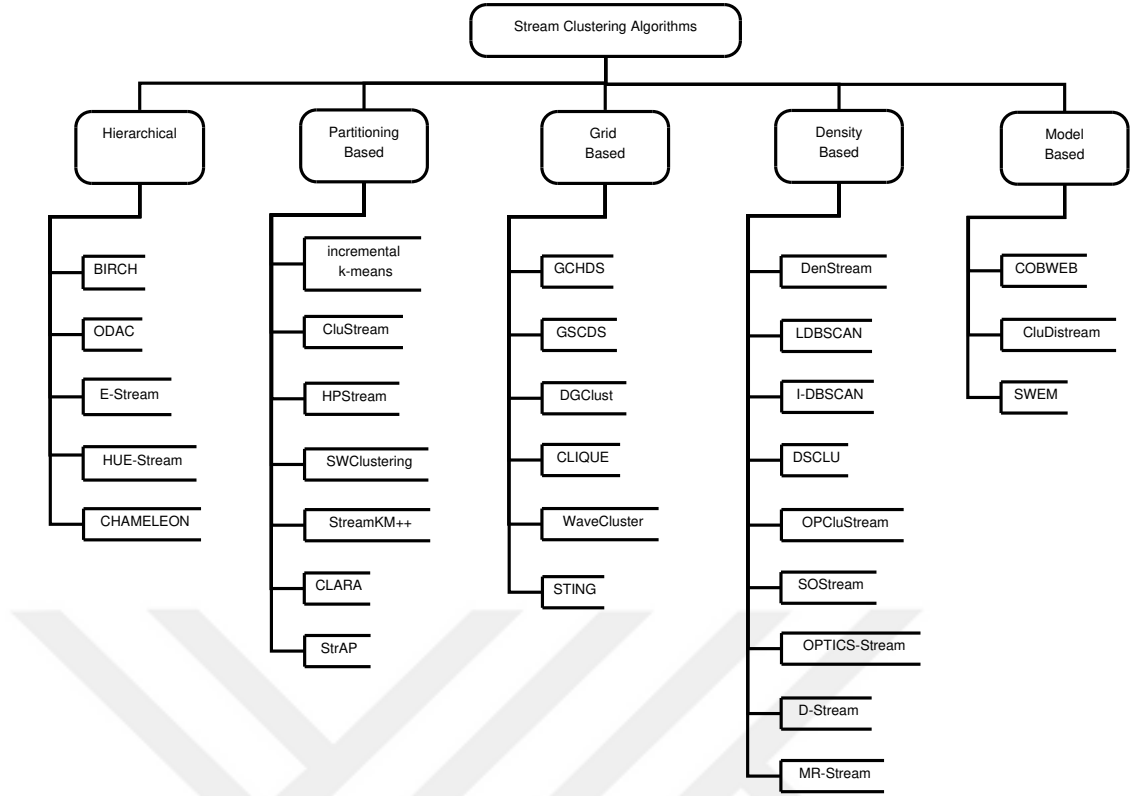 Stream Clustering Algorithms
Hierarchical
Partitioning
Based
Grid
Based
Density
Based
Model
Based
BIRCH
ODAC
E-Stream
HUE-Stream
CHAMELEON
incremental
k-means
CluStream
HPStream
SWClustering
StreamKM++
CLARA
StrAP
GCHDS
GSCDS
DGClust
CLIQUE
WaveCluster
STING
DenStream
LDBSCAN
I-DBSCAN
DSCLU
OPCluStream
SOStream
OPTICS-Stream
D-Stream
MR-Stream
COBWEB
CluDistream
SWEM